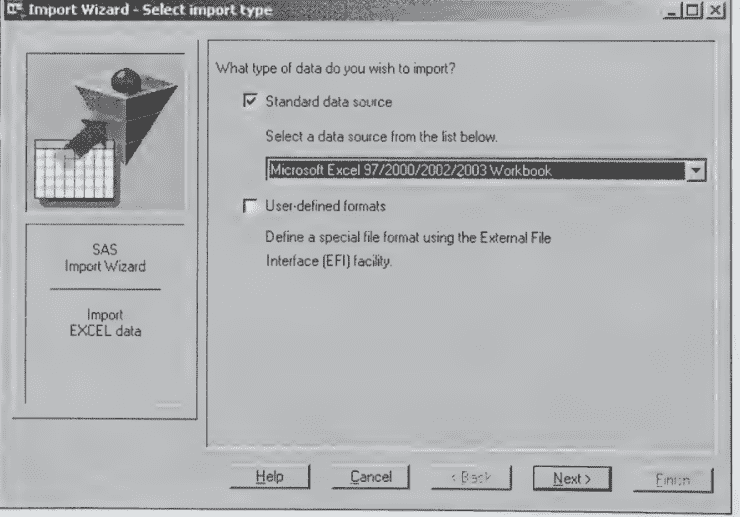 Import Wizard - Select import type
What type of data do you wish to import?
Standard data source
Select a data source from the list below.
Microsoft Excel 97/2000/2002/2003 Workbook
User-defined formats
Define a special file format using the External File
Interface (EFI) facility.
SAS
Import Wizard
Import
EXCEL data
Help
Cancel
< Back
Next >
Finish